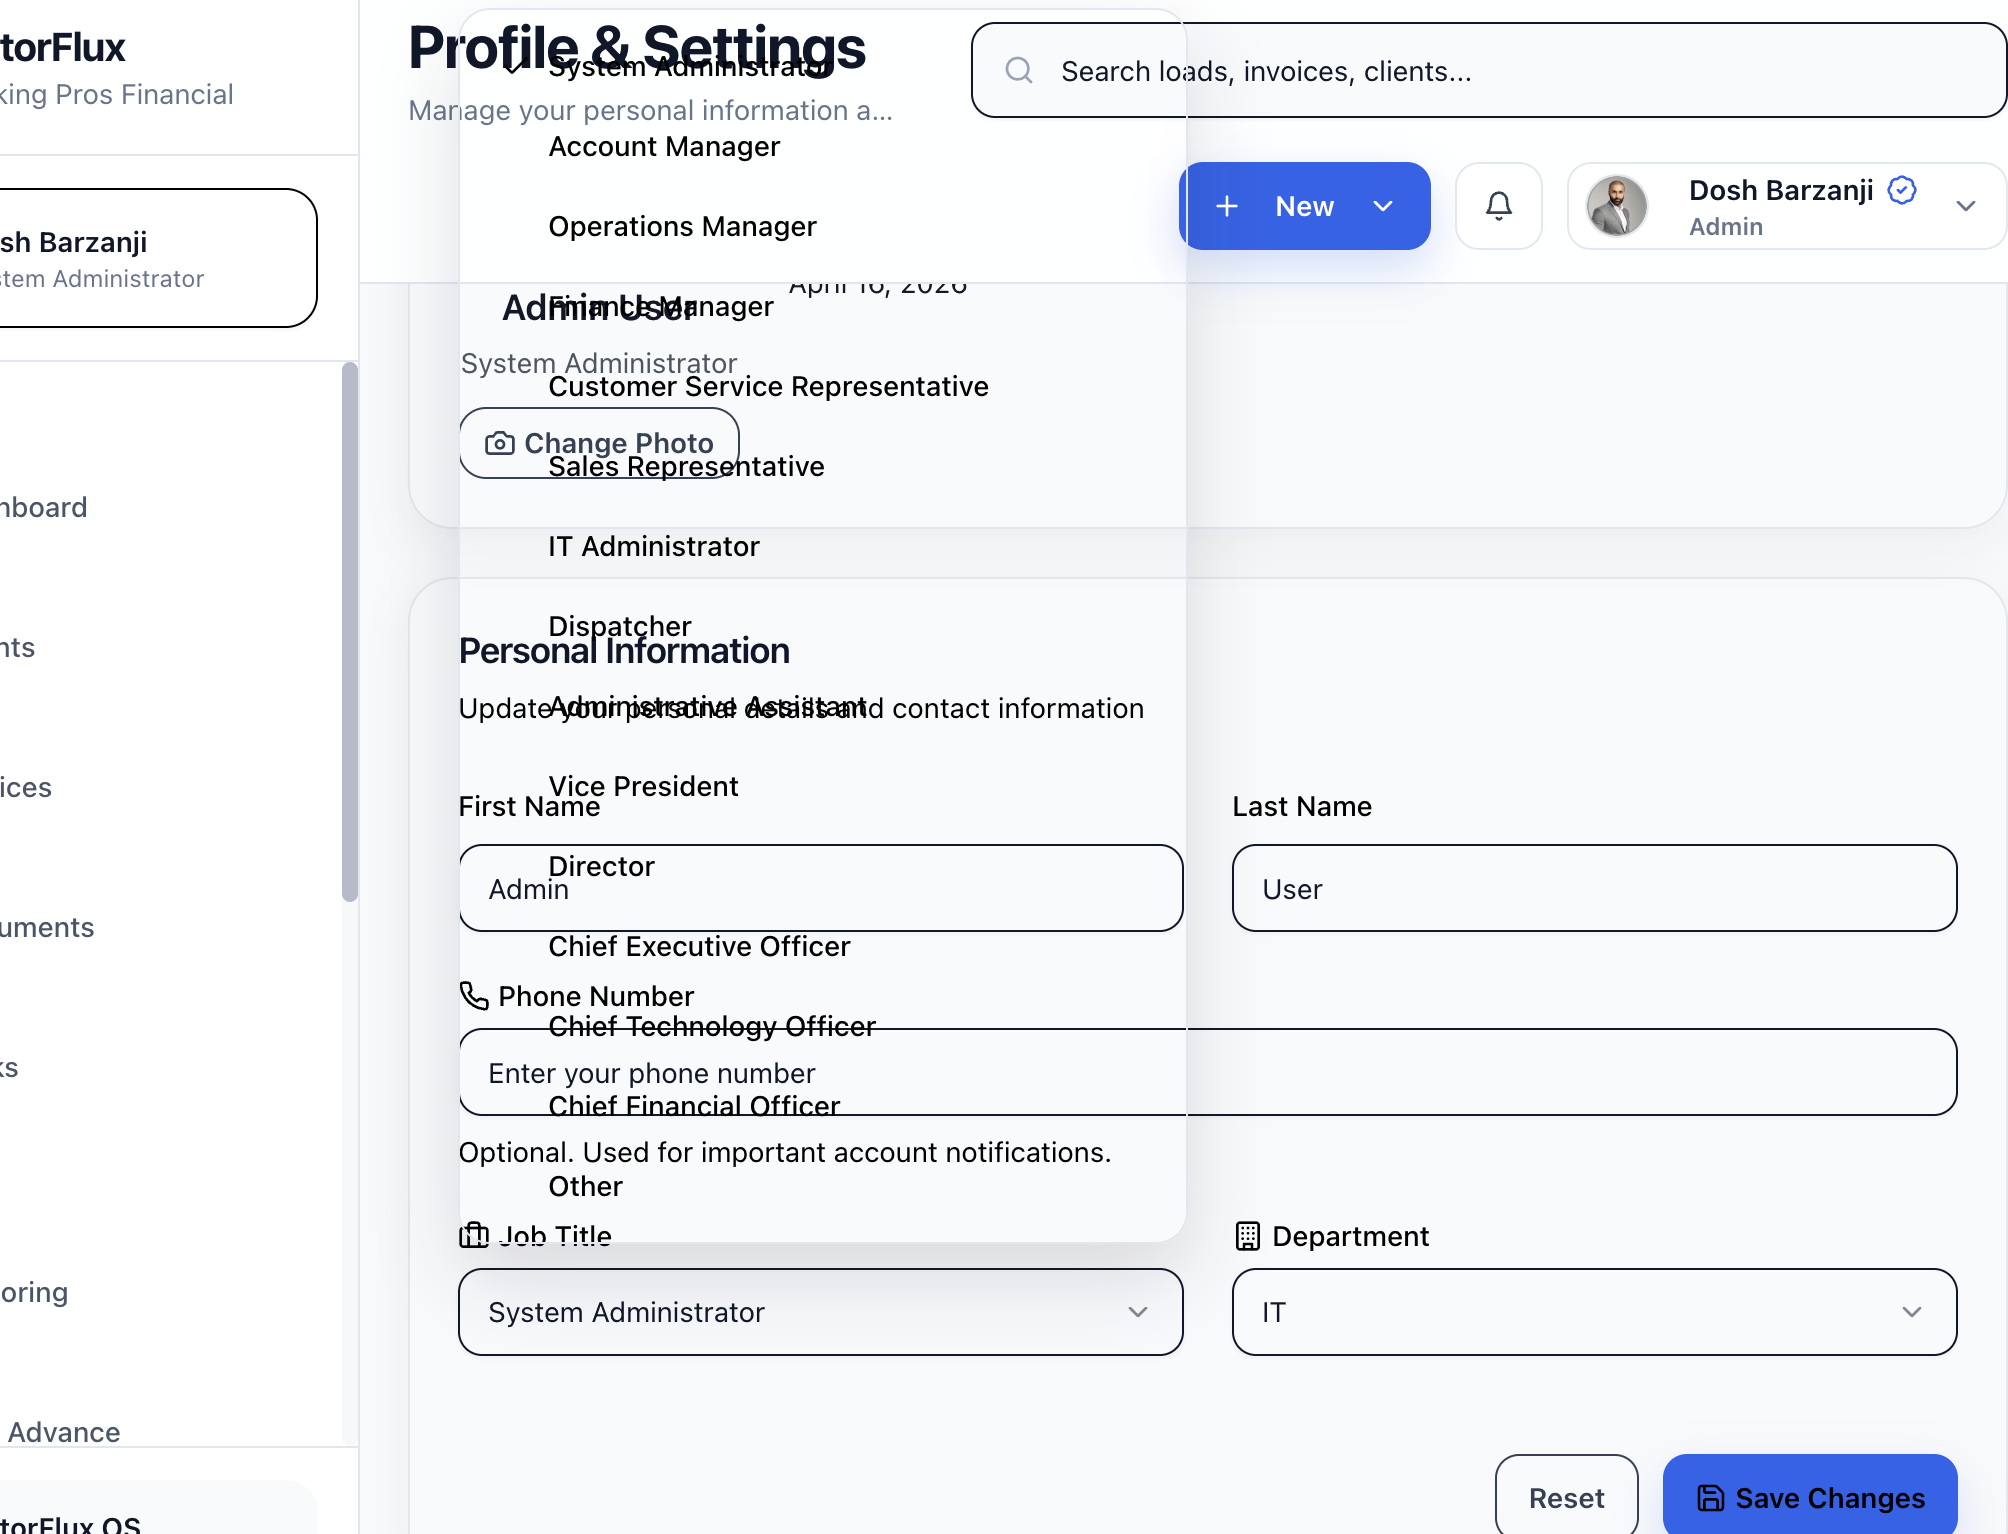 torFlux
king Pros Financial
sh Barzanji
stem Administrator
nboard
nts
ices
uments
ks
oring
Advance
torFlux OS
Profile & Settings
Manage your personal information a...
Search loads, invoices, clients...
New
Dosh Barzanji
Admin
System Administrator
Account Manager
Operations Manager
Finance Manager
Customer Service Representative
Sales Representative
IT Administrator
Dispatcher
Administrative Assistant
Vice President
Director
Chief Executive Officer
Chief Technology Officer
Chief Financial Officer
Other
April 16, 2026
Admin User
System Administrator
Change Photo
Personal Information
Update your personal details and contact information
First Name
Admin
Last Name
User
Phone Number
Enter your phone number
Optional. Used for important account notifications.
Job Title
System Administrator
Department
IT
Reset
Save Changes